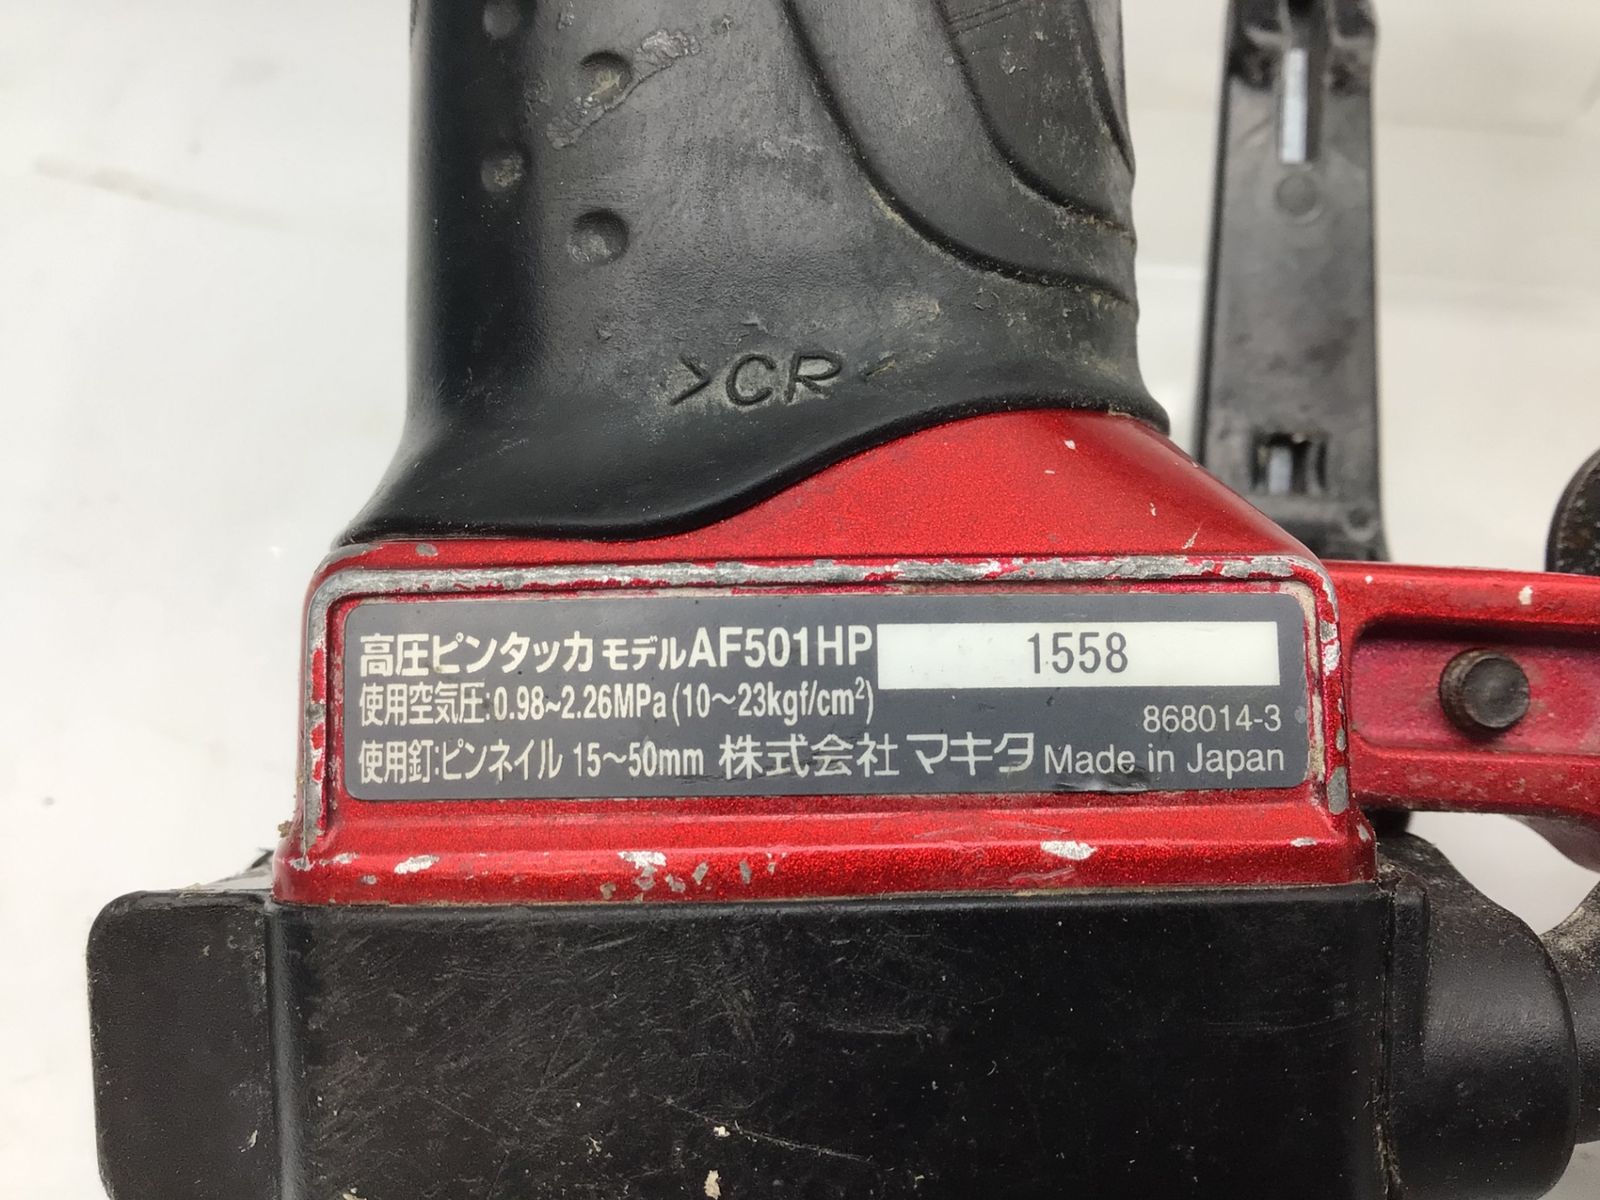 >CR<
高圧ピンタッカ モデルAF501HP 1558
使用空気圧:0.98~2.26MPa(10~23kgf/cm²)
868014-3
使用釘:ピンネイル 15~50mm 株式会社マキタ Made in Japan